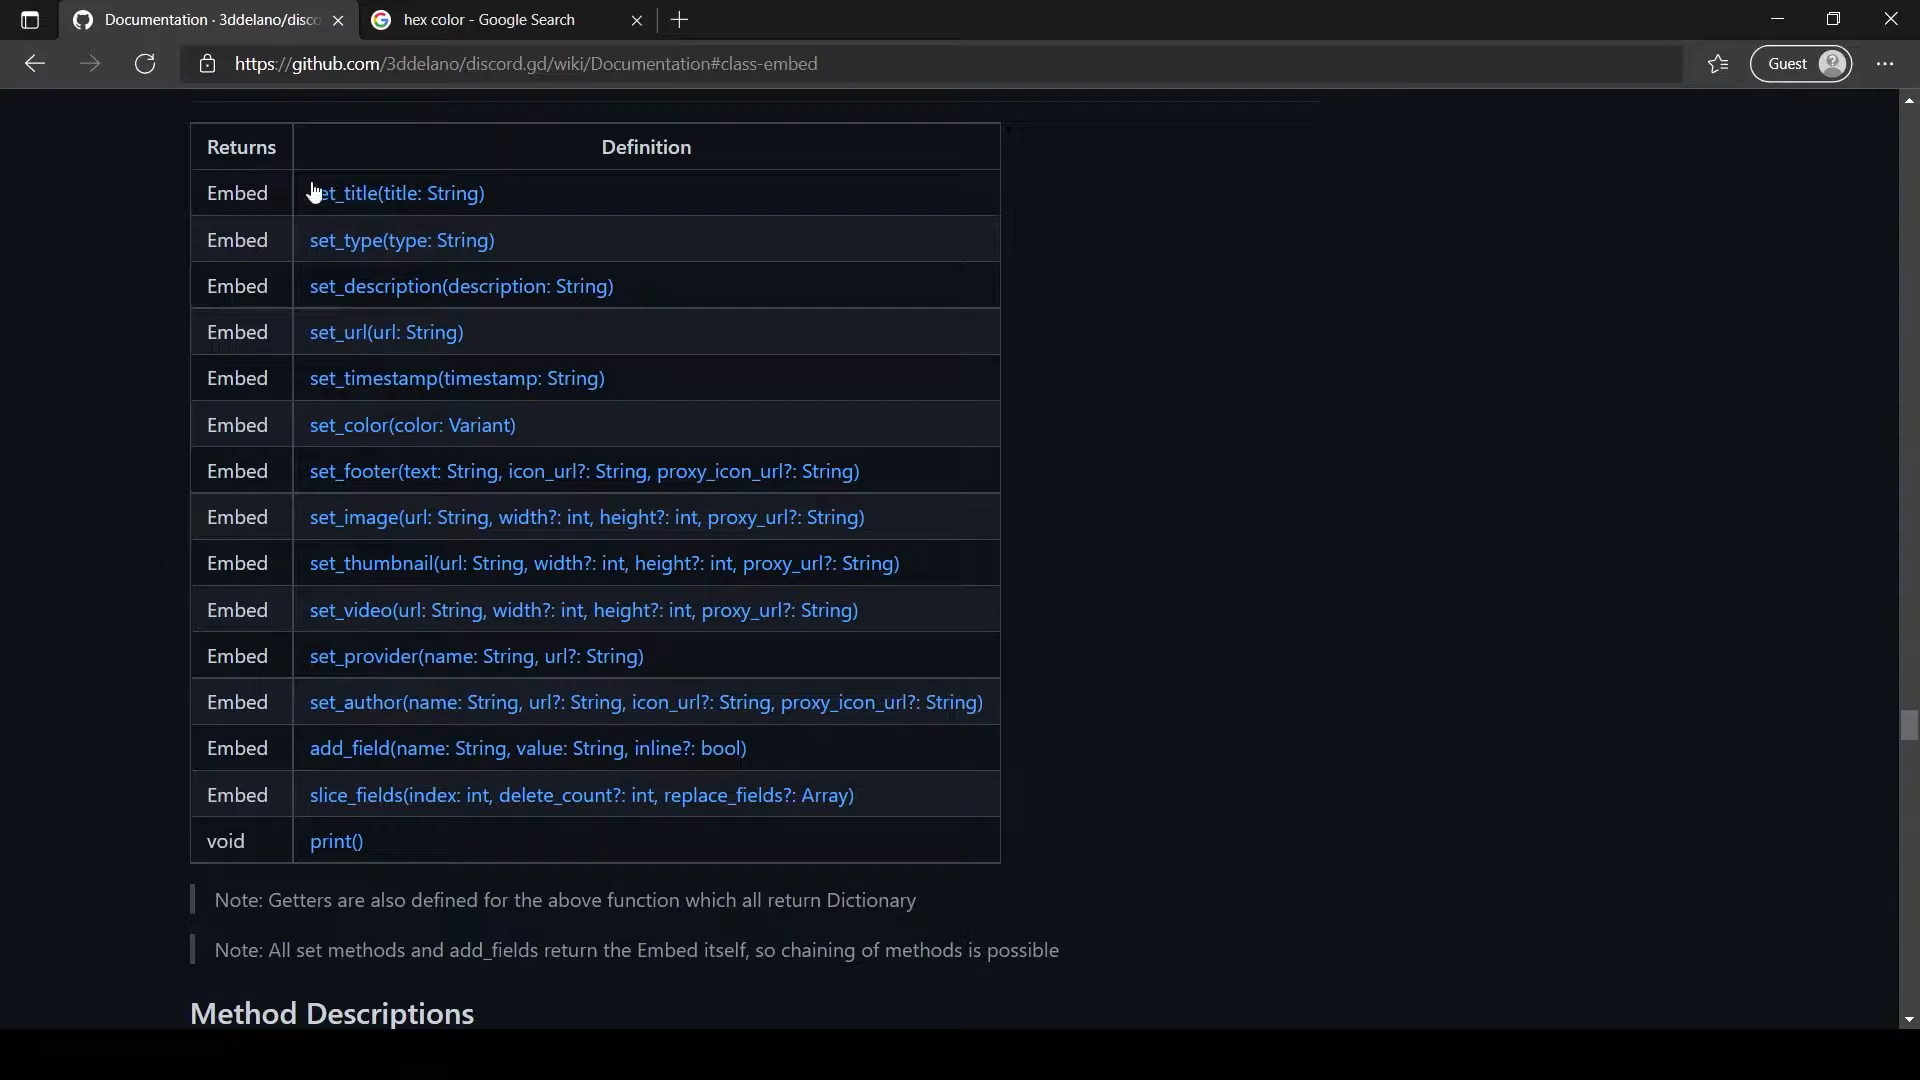 Documentation · 3ddelano/disco
hex color - Google Search
https://github.com/3ddelano/discord.gd/wiki/Documentation#class-embed
Guest
Returns Definition
Embed set_title(title: String)
Embed set_type(type: String)
Embed set_description(description: String)
Embed set_url(url: String)
Embed set_timestamp(timestamp: String)
Embed set_color(color: Variant)
Embed set_footer(text: String, icon_url?: String, proxy_icon_url?: String)
Embed set_image(url: String, width?: int, height?: int, proxy_url?: String)
Embed set_thumbnail(url: String, width?: int, height?: int, proxy_url?: String)
Embed set_video(url: String, width?: int, height?: int, proxy_url?: String)
Embed set_provider(name: String, url?: String)
Embed set_author(name: String, url?: String, icon_url?: String, proxy_icon_url?: String)
Embed add_field(name: String, value: String, inline?: bool)
Embed slice_fields(index: int, delete_count?: int, replace_fields?: Array)
void print()
Note: Getters are also defined for the above function which all return Dictionary
Note: All set methods and add_fields return the Embed itself, so chaining of methods is possible
Method Descriptions